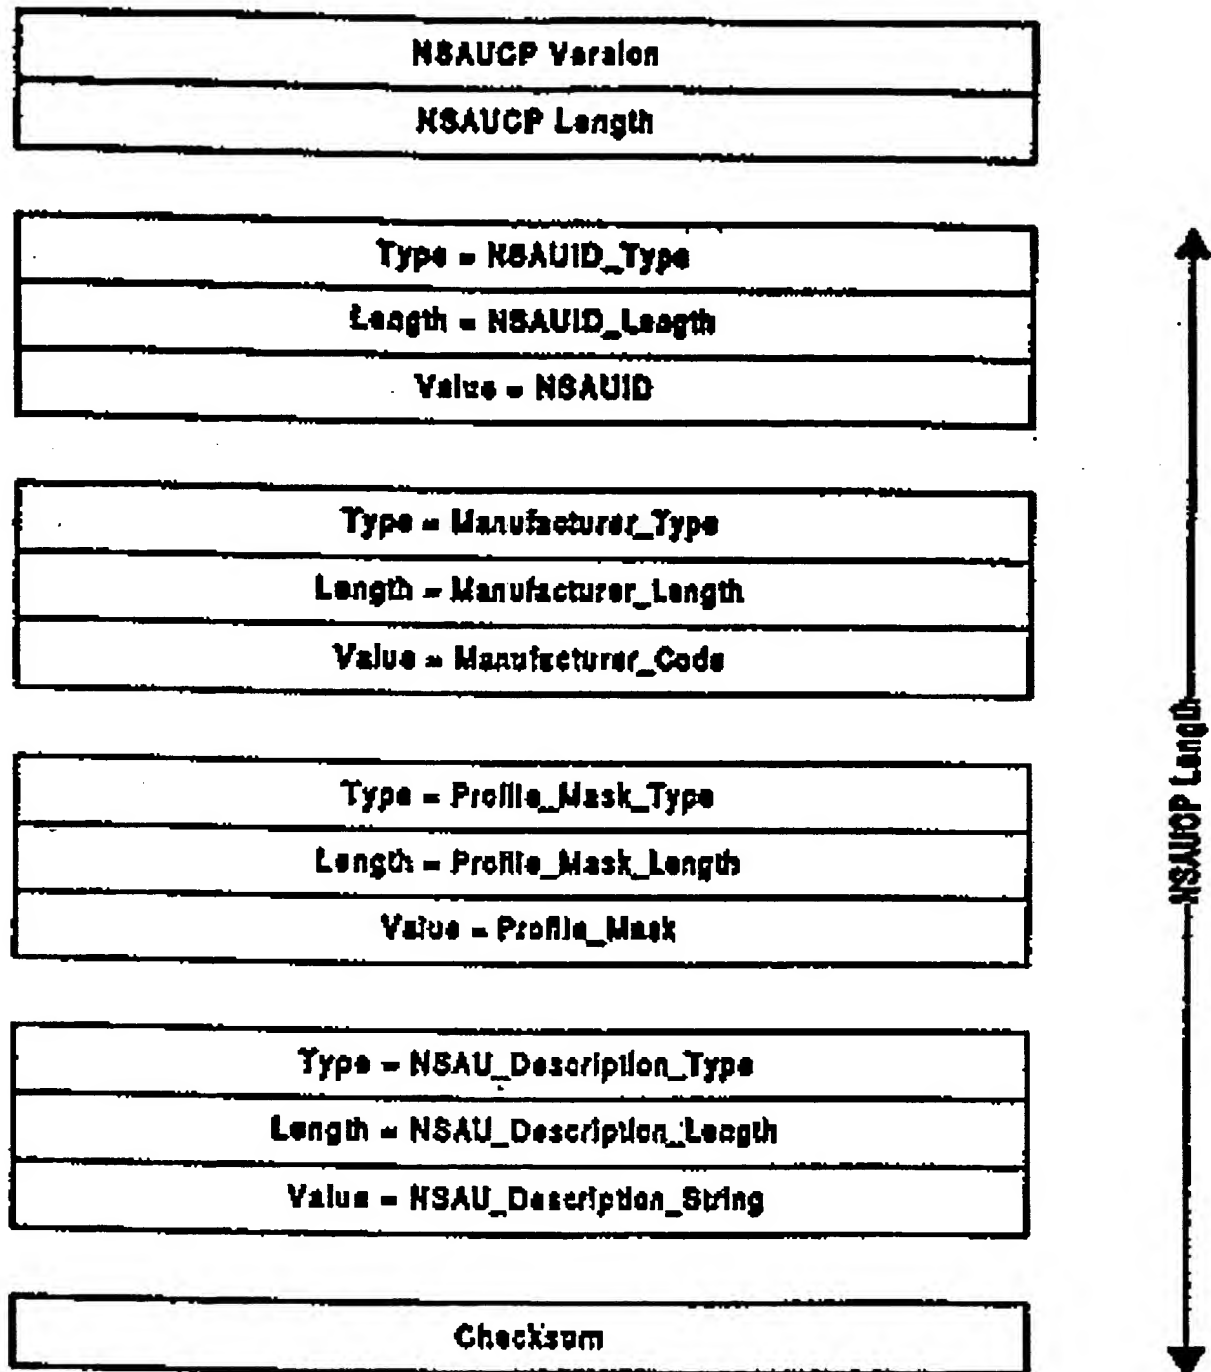 NSAUCP Version
NSAUCP Length
Type = NSAUID_Type
Length = NSAUID_Length
Value = NSAUID
Type = Manufacturer_Type
Length = Manufacturer_Length
Value = Manufacturer_Code
Type = Profile_Mask_Type
Length = Profile_Mask_Length
Value = Profile_Mask
Type = NSAU_Description_Type
Length = NSAU_Description_Length
Value = NSAU_Description_String
Checksum
NSAUCP Length